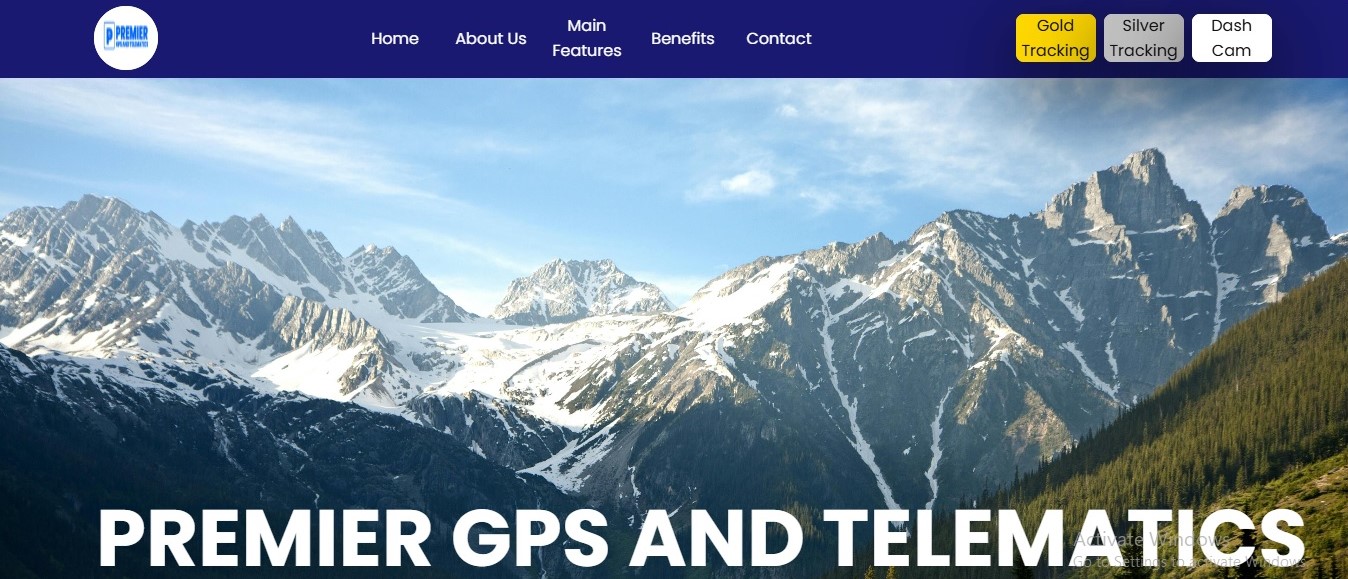 PREMIER
GPS AND TELEMATICS
Home
About Us
Main
Features
Benefits
Contact
Gold
Tracking
Silver
Tracking
Dash
Cam
PREMIER GPS AND TELEMATICS
Activate Windows
Go to Settings to activate Windows.